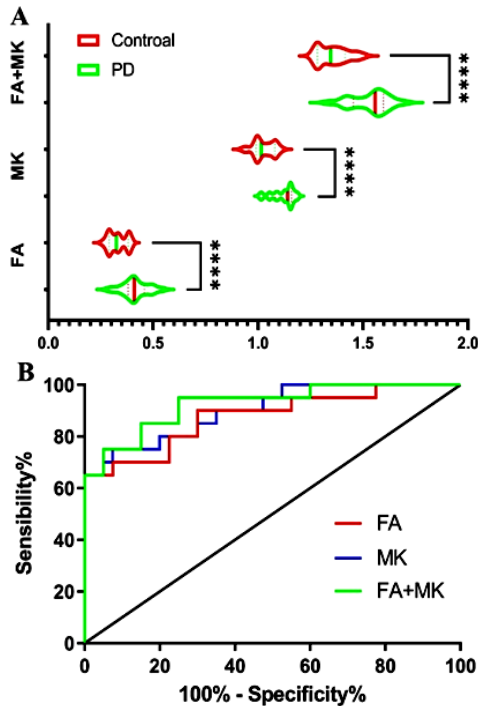 A
Controal
PD
FA+MK
****
MK
****
FA
****
0.0 0.5 1.0 1.5 2.0
B
100
80
60
40
20
0
Sensibility%
FA
MK
FA+MK
0 20 40 60 80 100
100% - Specificity%